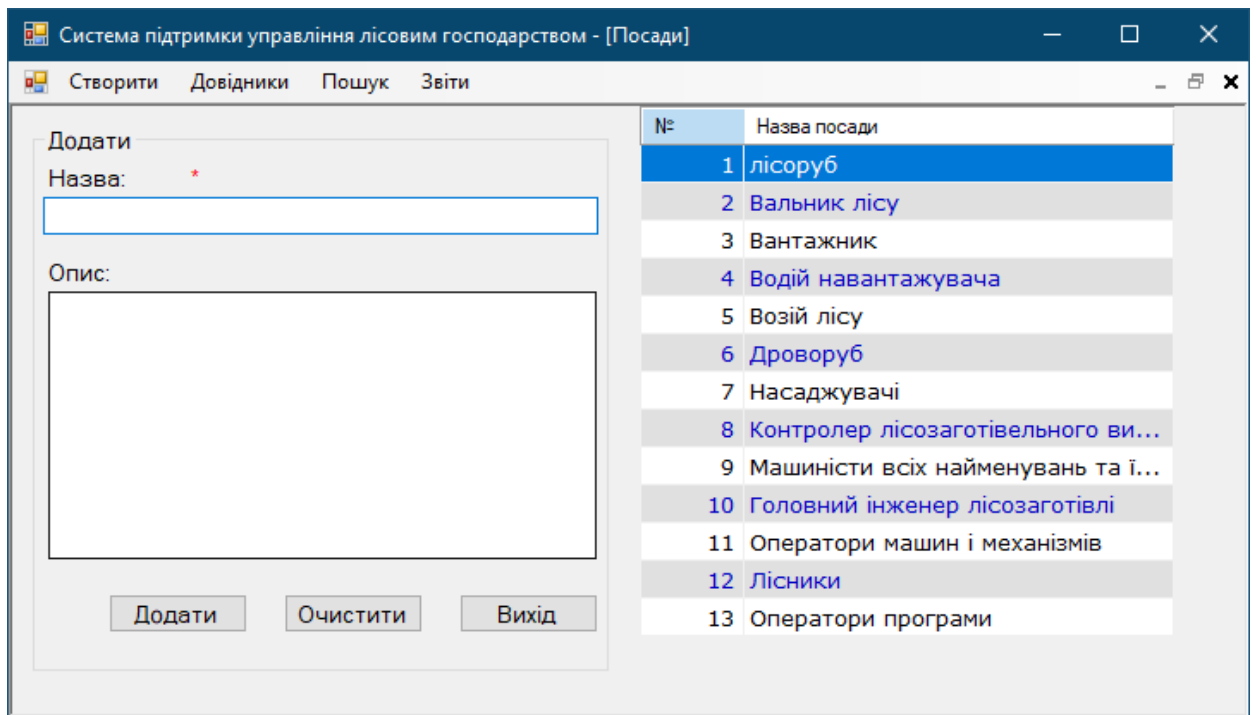 Система підтримки управління лісовим господарством - [Посади]
Створити Довідники Пошук Звіти
Додати
Назва: *
Опис:
Додати Очистити Вихід
№ Назва посади
1 лісоруб
2 Вальник лісу
3 Вантажник
4 Водій навантажувача
5 Возій лісу
6 Дроворуб
7 Насаджувачі
8 Контролер лісозаготівельного ви...
9 Машиністи всіх найменувань та ї...
10 Головний інженер лісозаготівлі
11 Оператори машин і механізмів
12 Лісники
13 Оператори програми